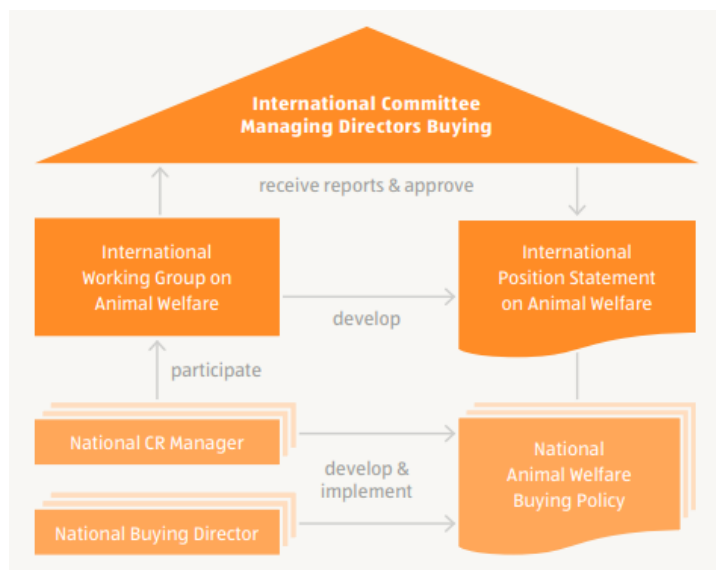 International Committee
Managing Directors Buying
receive reports & approve
International
Working Group on
Animal Welfare
International
Position Statement
on Animal Welfare
develop
participate
National CR Manager
National
Animal Welfare
Buying Policy
develop &
implement
National Buying Director